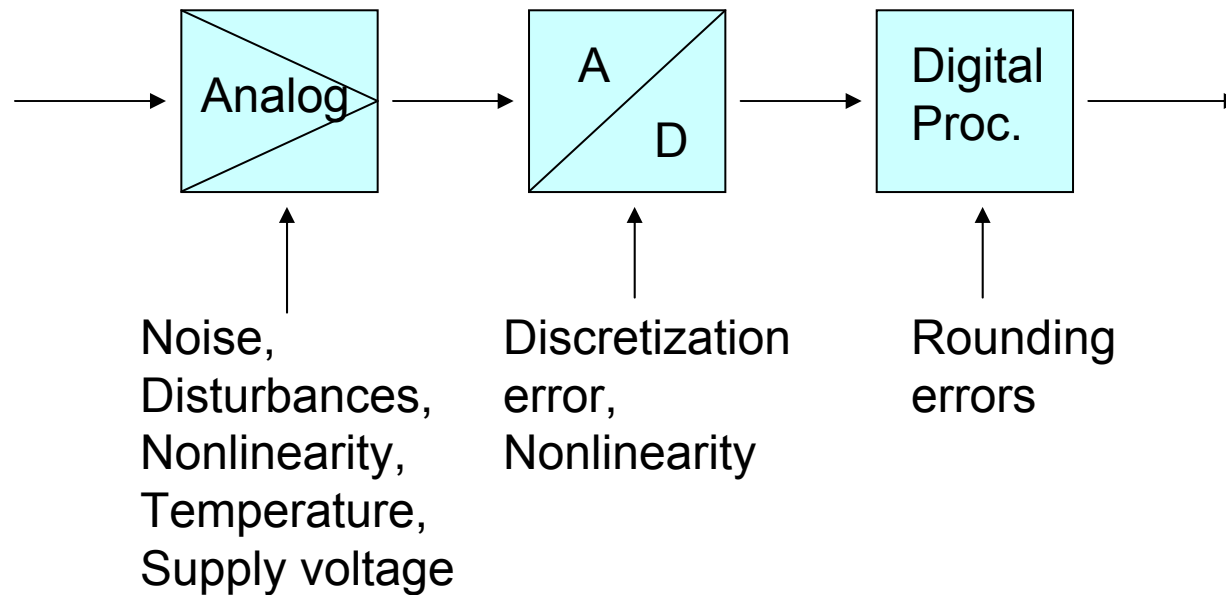 Analog
A
D
Digital
Proc.
Noise,
Disturbances,
Nonlinearity,
Temperature,
Supply voltage
Discretization
error,
Nonlinearity
Rounding
errors